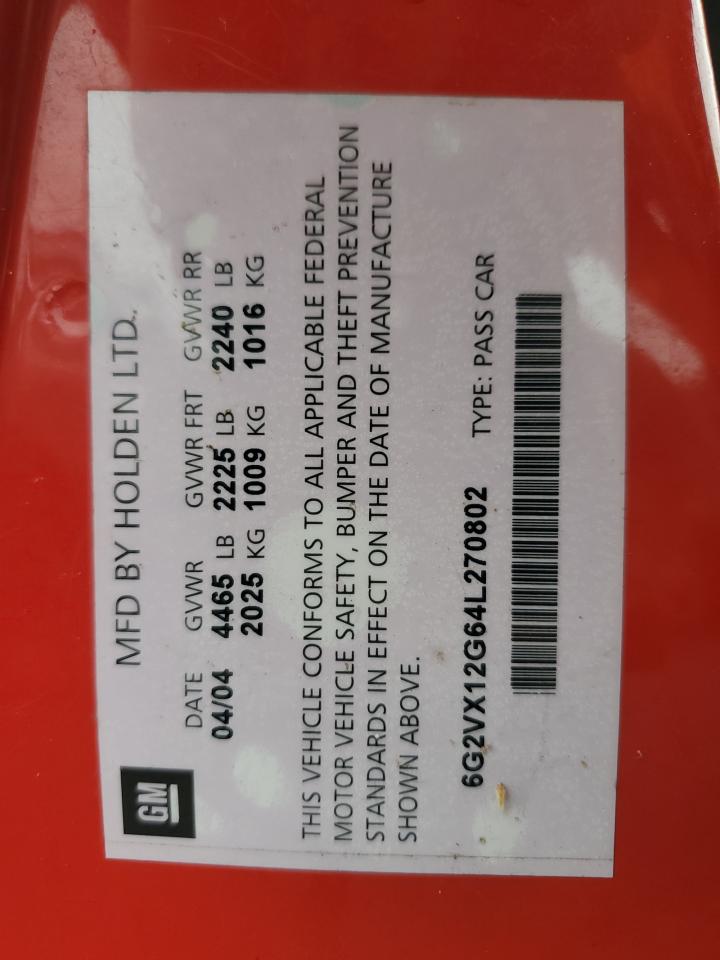 GM
MFD BY HOLDEN LTD.
DATE GVWR GVWR FRT GVWR RR
04/04 4465 LB 2225 LB 2240 LB
2025 KG 1009 KG 1016 KG
THIS VEHICLE CONFORMS TO ALL APPLICABLE FEDERAL
MOTOR VEHICLE SAFETY, BUMPER AND THEFT PREVENTION
STANDARDS IN EFFECT ON THE DATE OF MANUFACTURE
SHOWN ABOVE.
6G2VX12G64L270802 TYPE: PASS CAR